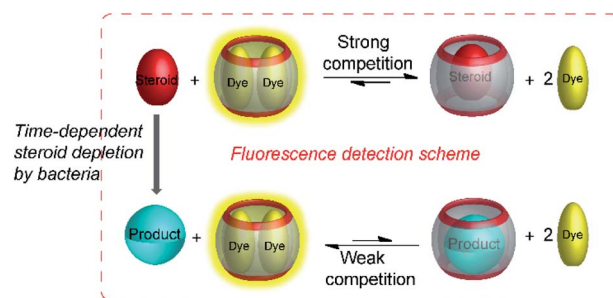 Steroid + Dye Dye Strong competition Steroid + 2 Dye
Time-dependent
steroid depletion
by bacteria
Fluorescence detection scheme
Product + Dye Dye Weak competition Product + 2 Dye